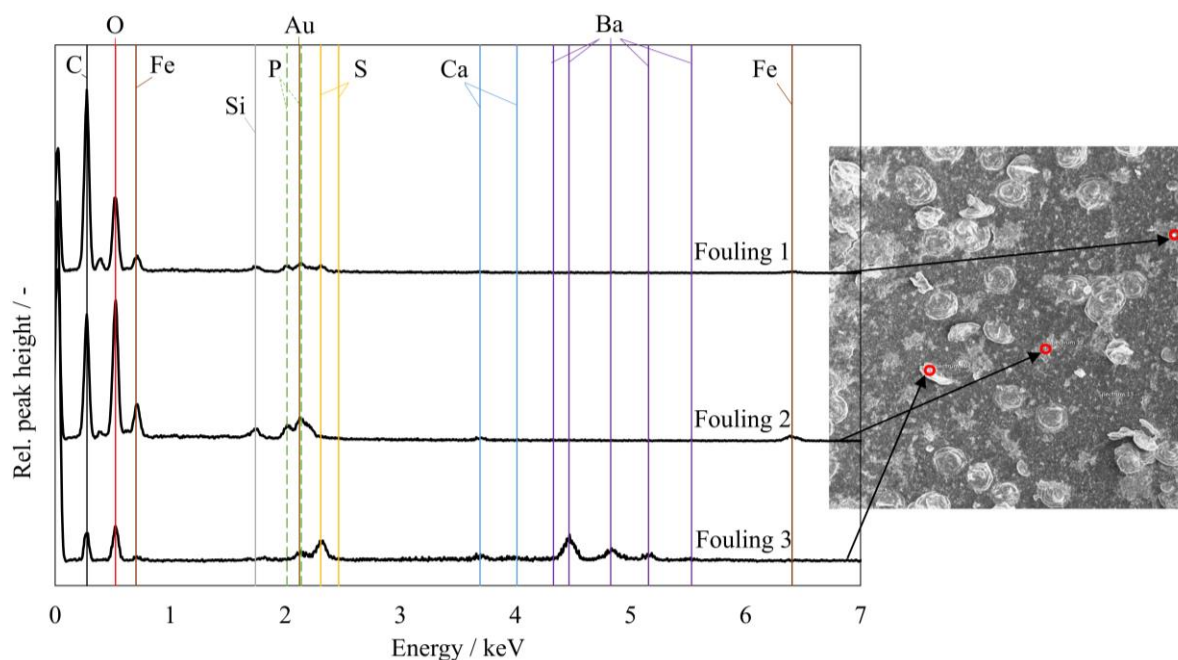 O Au Ba
C Fe P S Ca Fe
Si
Fouling 1
Fouling 2
Fouling 3
Rel. peak height / -
0 1 2 3 4 5 6 7
Energy / keV